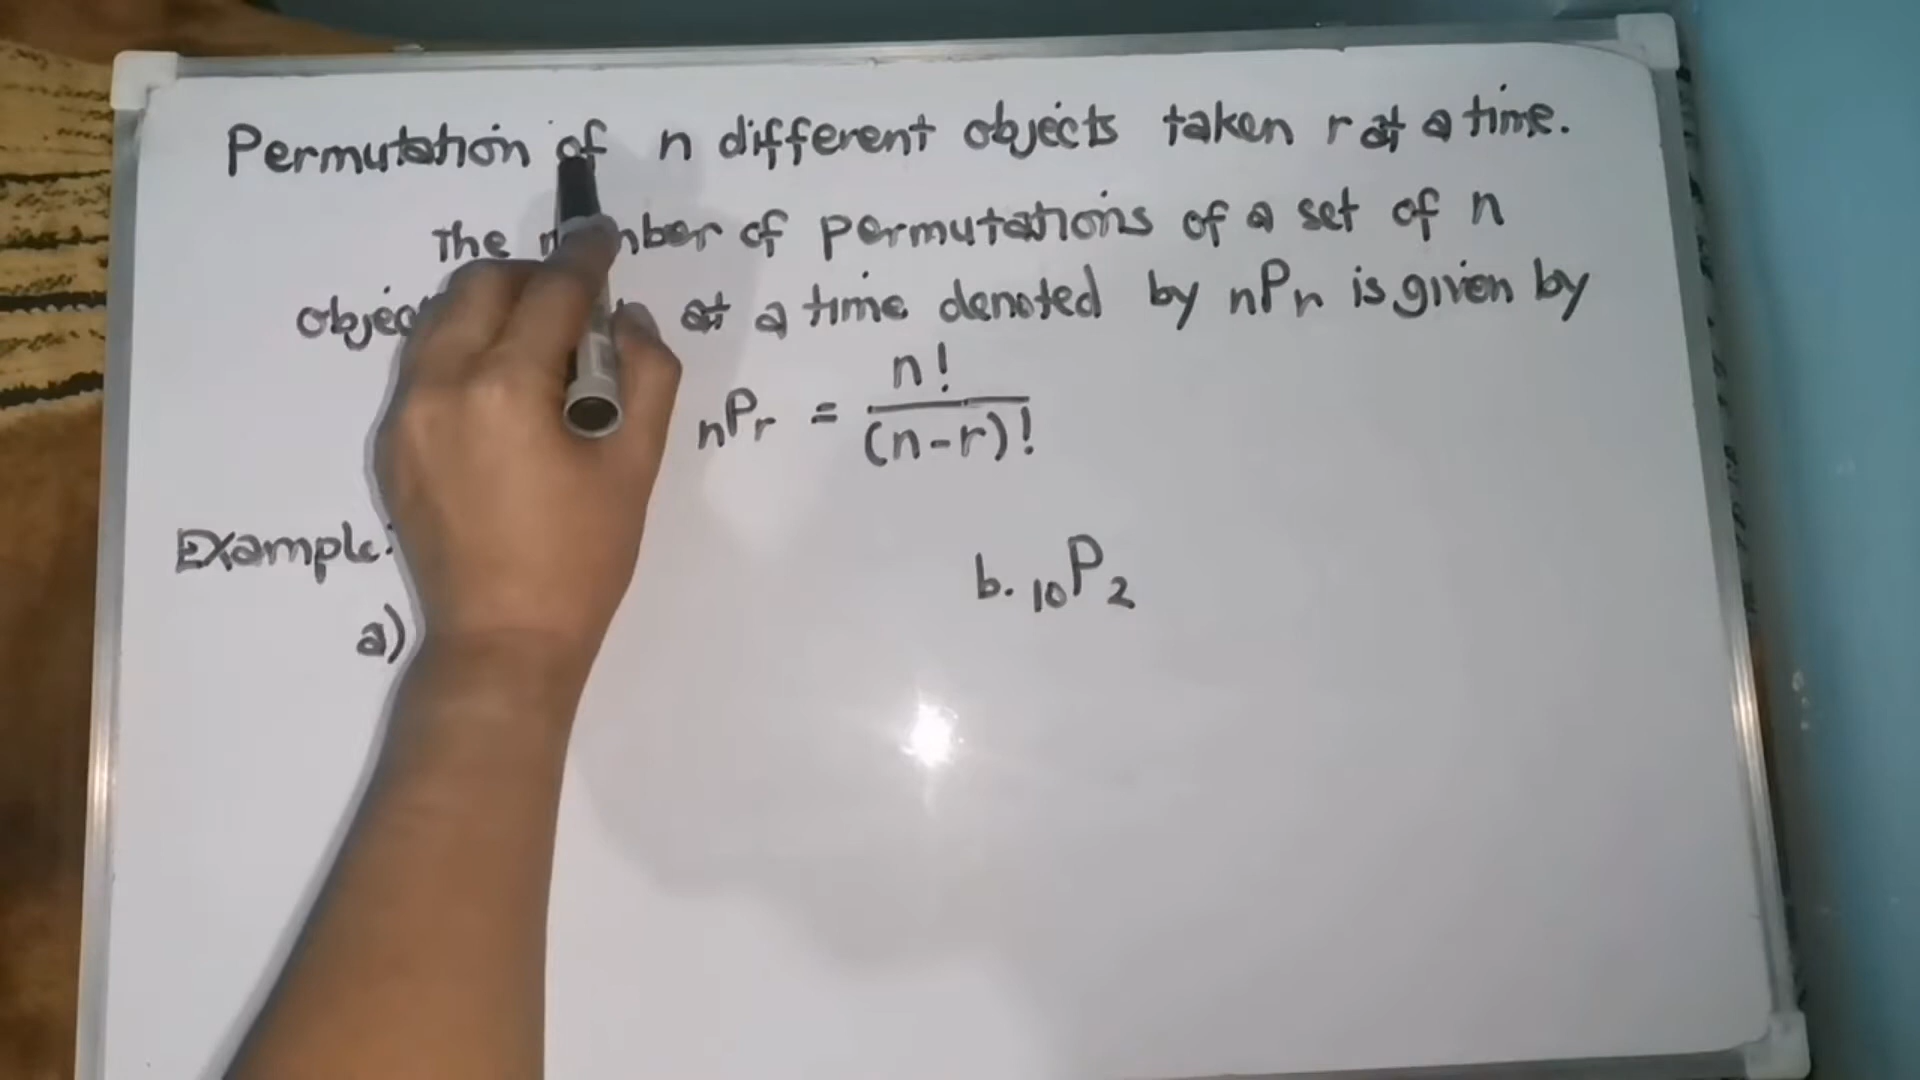 Permutation of n different objects taken r at a time.
The of permutations of a set of n
at a time denoted by nPr is given by
nPr = n! / (n-r)!
Example:
a)
b. 10P2